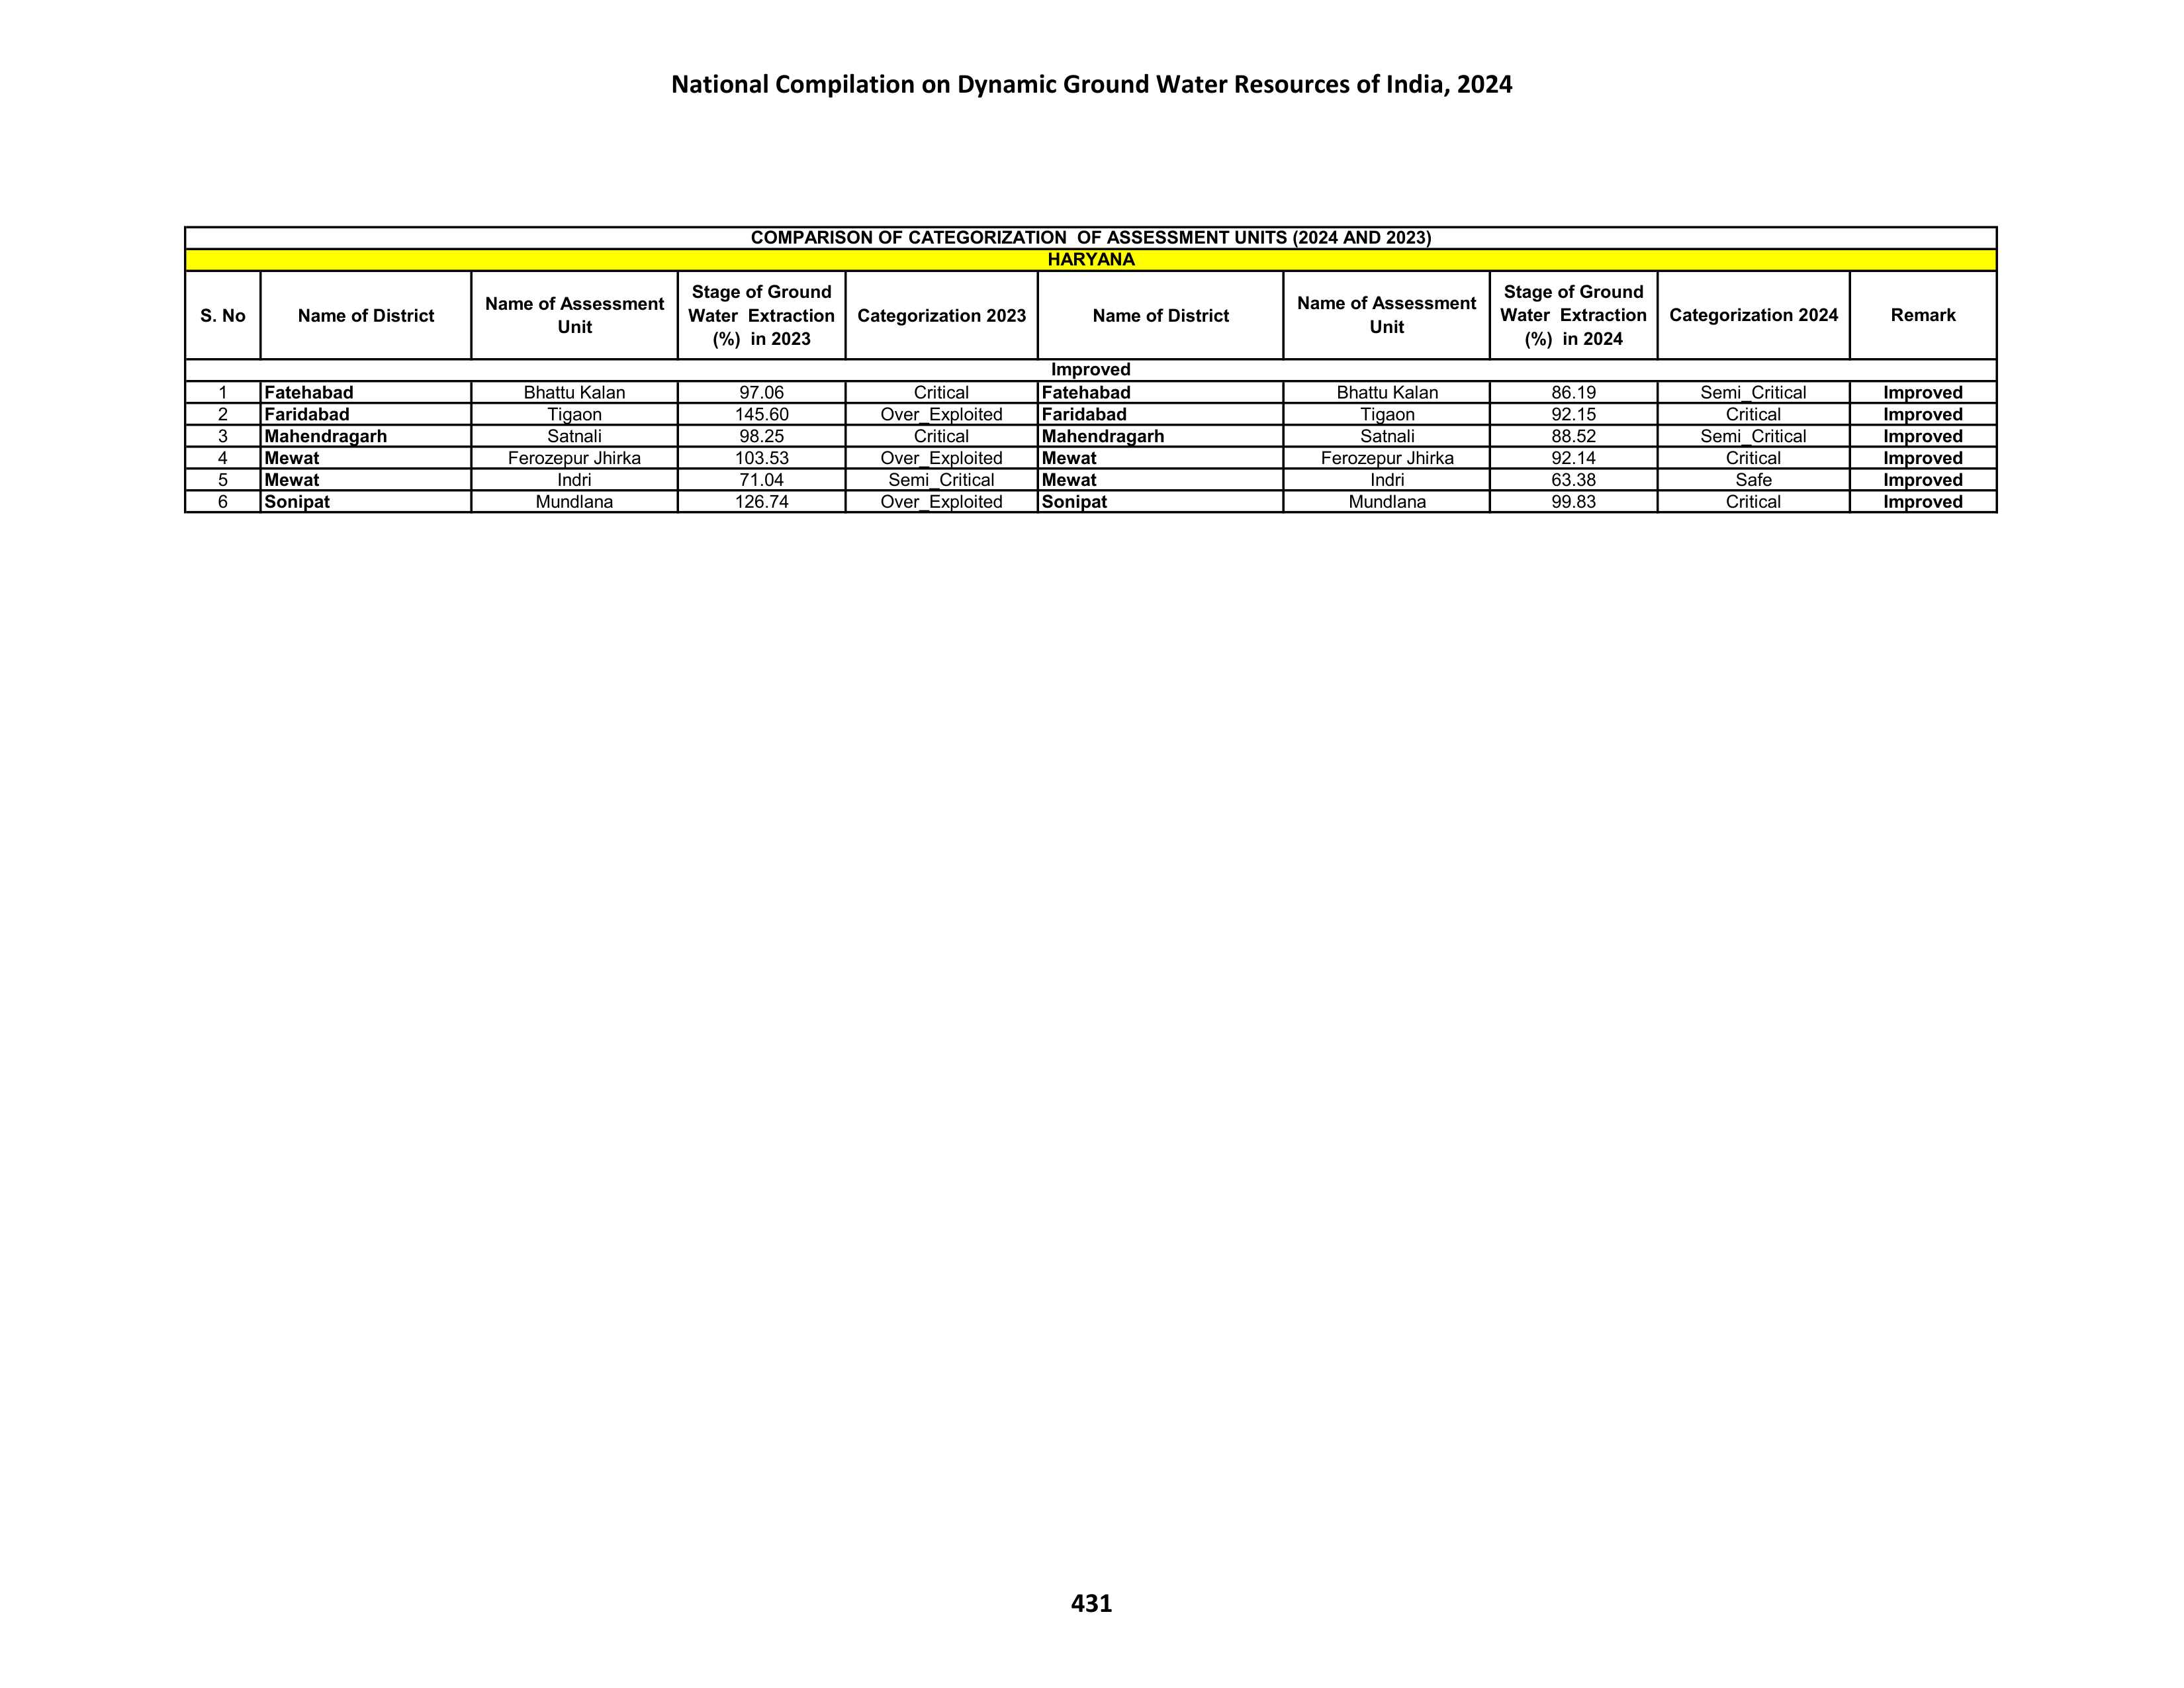 National Compilation on Dynamic Ground Water Resources of India, 2024
COMPARISON OF CATEGORIZATION OF ASSESSMENT UNITS (2024 AND 2023)
HARYANA
S. No Name of District Name of Assessment Unit Stage of Ground Water Extraction (%) in 2023 Categorization 2023 Name of District Name of Assessment Unit Stage of Ground Water Extraction (%) in 2024 Categorization 2024 Remark
Improved
1 Fatehabad Bhattu Kalan 97.06 Critical Fatehabad Bhattu Kalan 86.19 Semi_Critical Improved
2 Faridabad Tigaon 145.60 Over_Exploited Faridabad Tigaon 92.15 Critical Improved
3 Mahendragarh Satnali 98.25 Critical Mahendragarh Satnali 88.52 Semi_Critical Improved
4 Mewat Ferozepur Jhirka 103.53 Over_Exploited Mewat Ferozepur Jhirka 92.14 Critical Improved
5 Mewat Indri 71.04 Semi_Critical Mewat Indri 63.38 Safe Improved
6 Sonipat Mundlana 126.74 Over_Exploited Sonipat Mundlana 99.83 Critical Improved
431